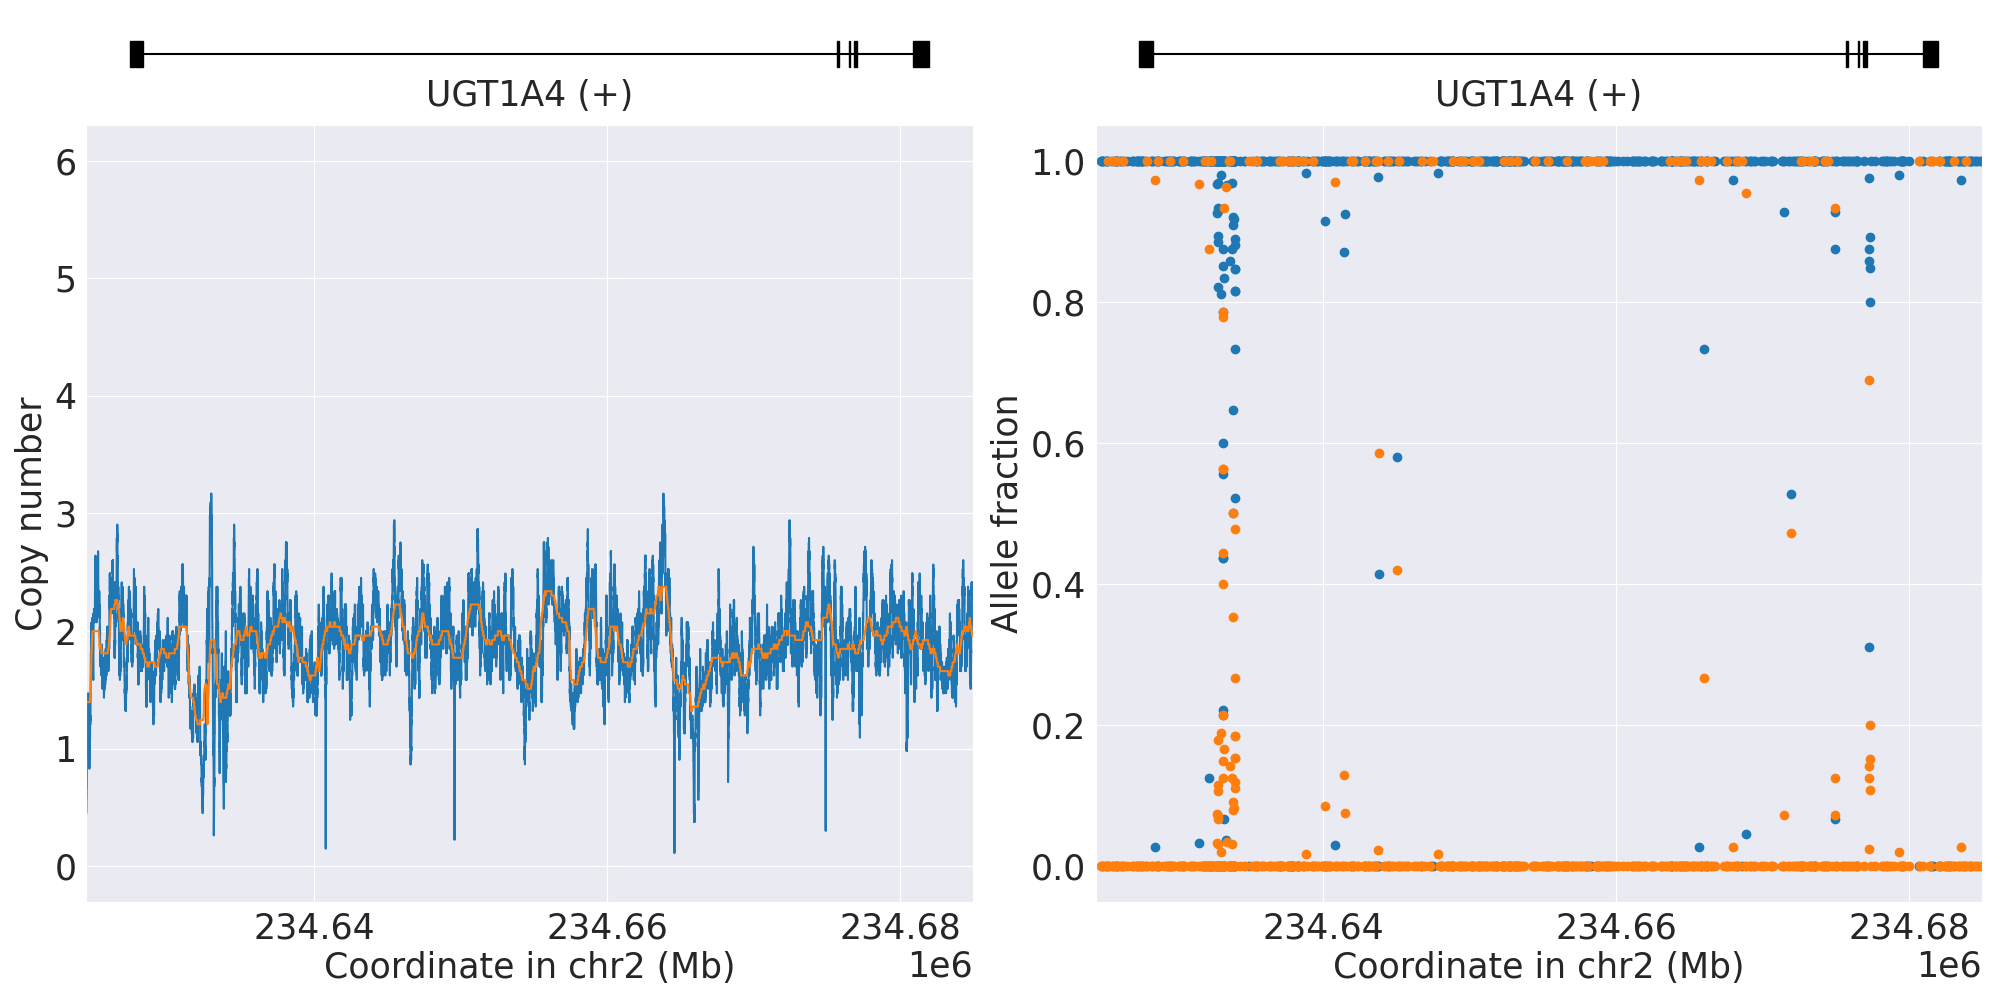 UGT1A4 (+)
Copy number
6
5
4
3
2
1
0
234.64
234.66
234.68
Coordinate in chr2 (Mb)
1e6
UGT1A4 (+)
Allele fraction
1.0
0.8
0.6
0.4
0.2
0.0
234.64
234.66
234.68
Coordinate in chr2 (Mb)
1e6